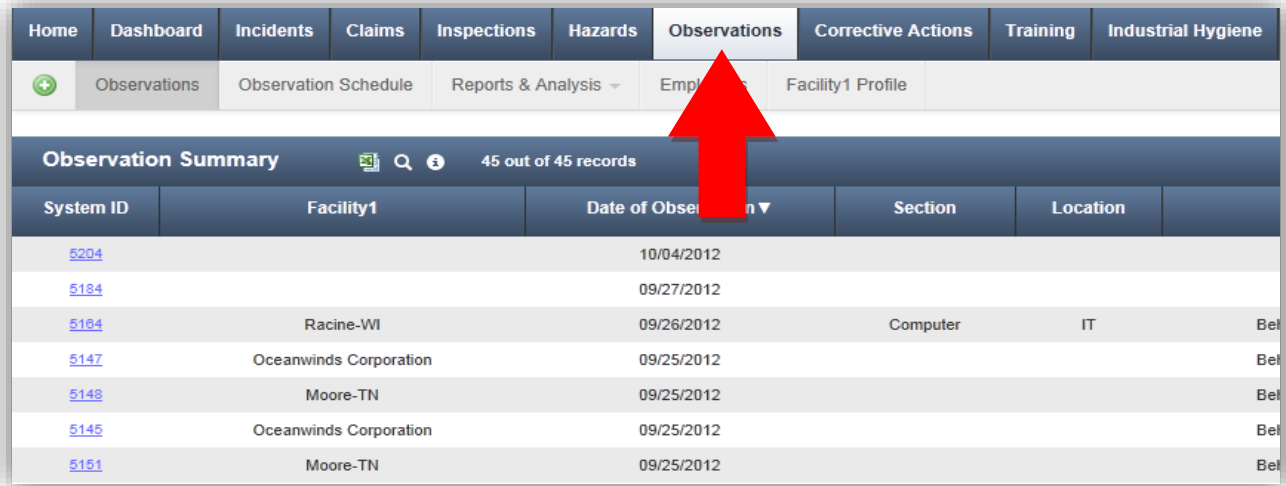 Home Dashboard Incidents Claims Inspections Hazards Observations Corrective Actions Training Industrial Hygiene
Observations Observation Schedule Reports & Analysis Facility1 Profile
Observation Summary 45 out of 45 records
System ID Facility1 Date of Section Location
5204 10/04/2012
5184 09/27/2012
5164 Racine-WI 09/26/2012 Computer IT
5147 Oceanwinds Corporation 09/25/2012
5148 Moore-TN 09/25/2012
5145 Oceanwinds Corporation 09/25/2012
5151 Moore-TN 09/25/2012